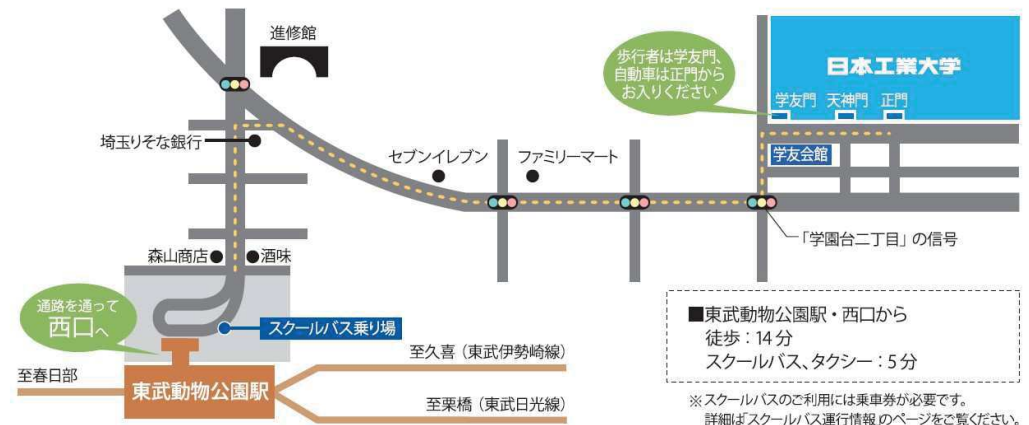 進修館
歩行者は学友門、
自動車は正門から
お入りください
日本工業大学
学友門 天神門 正門
学友会館
埼玉りそな銀行
セブンイレブン
ファミリーマート
「学園台二丁目」の信号
森山商店
酒味
通路を通って
西口へ
スクールバス乗り場
至春日部
東武動物公園駅
至久喜（東武伊勢崎線）
至栗橋（東武日光線）
■東武動物公園駅・西口から
徒歩：14分
スクールバス、タクシー：5分
※スクールバスのご利用には乗車券が必要です。
詳細は「スクールバス運行情報」のページをご覧ください。